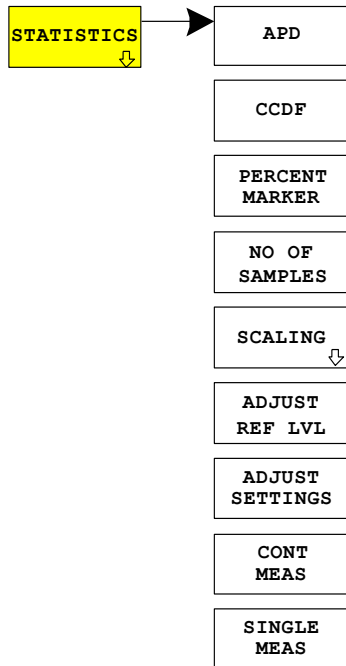 STATISTICS
APD
CCDF
PERCENT
MARKER
NO OF
SAMPLES
SCALING
ADJUST
REF LVL
ADJUST
SETTINGS
CONT
MEAS
SINGLE
MEAS